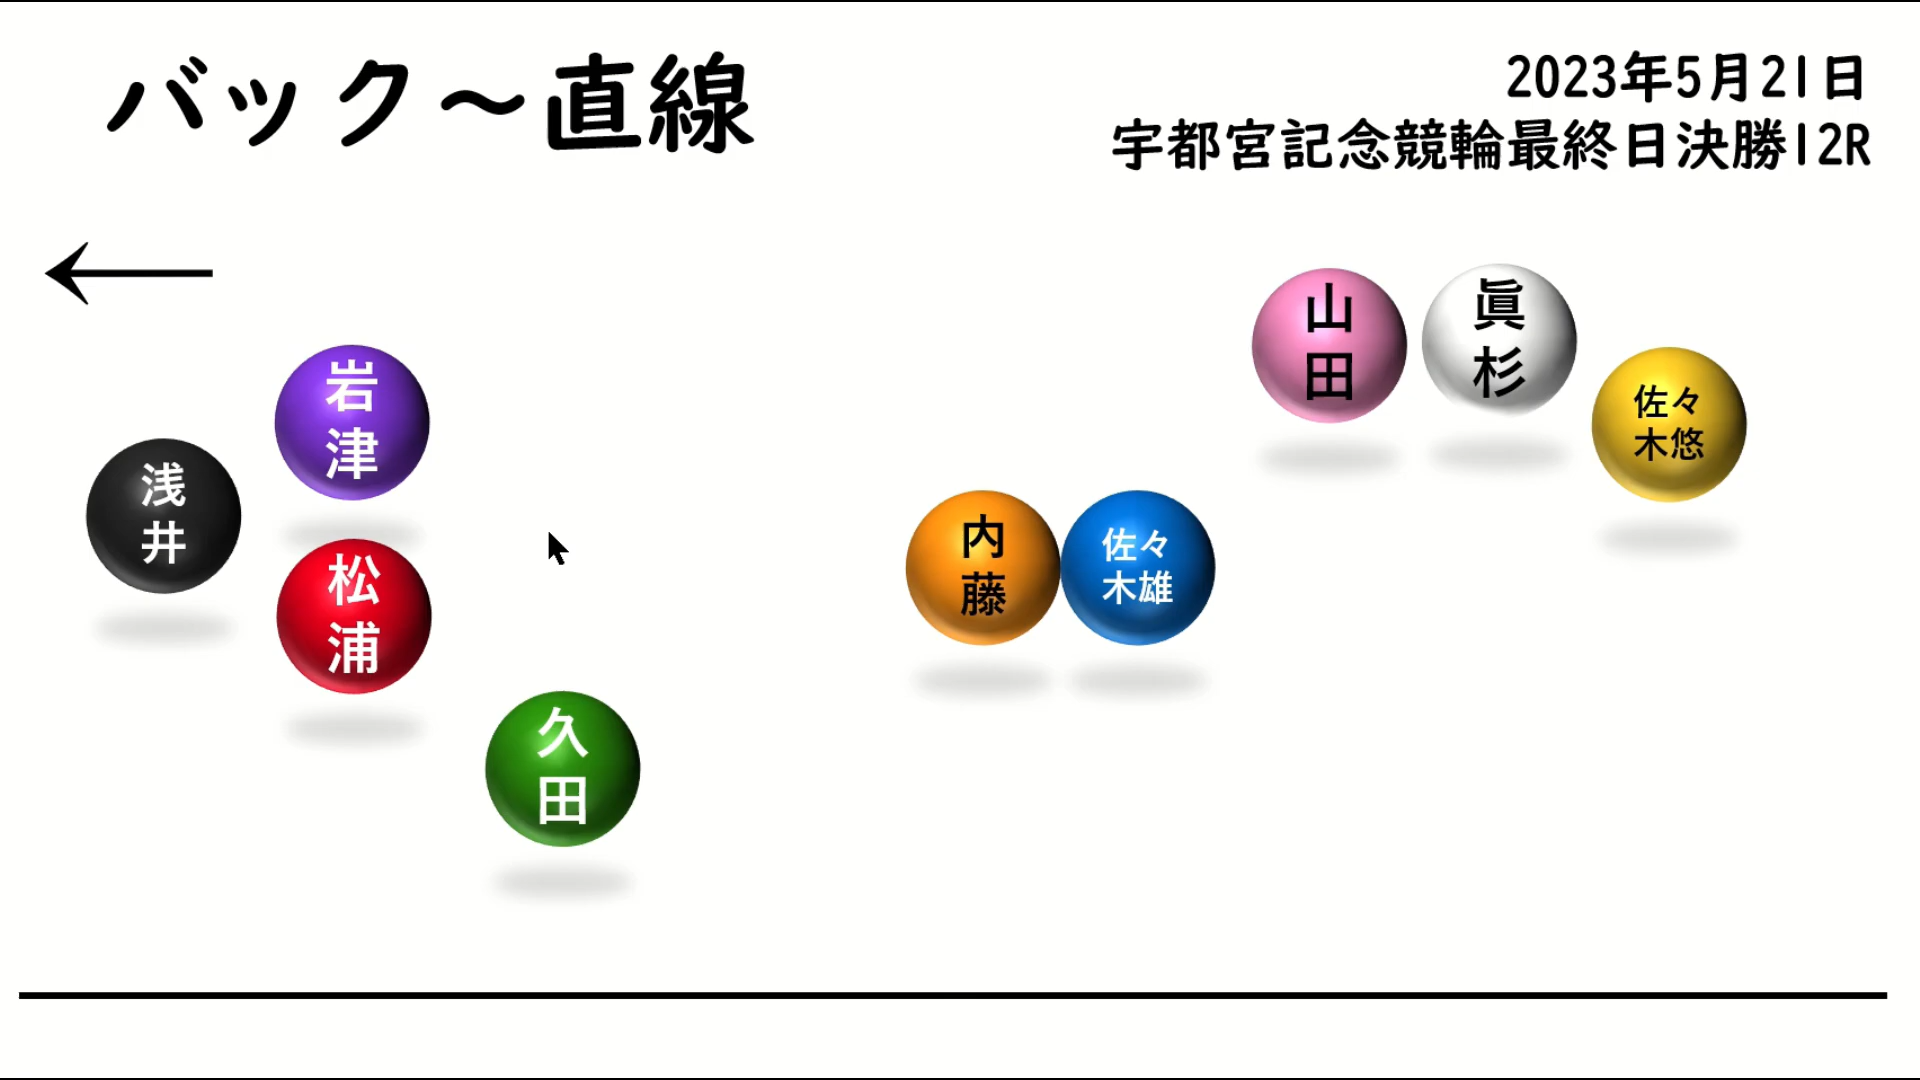 バック～直線
2023年5月21日
宇都宮記念競輪最終日決勝12R
山田
眞杉
岩津
佐々木悠
浅井
内藤
佐々木雄
松浦
久田